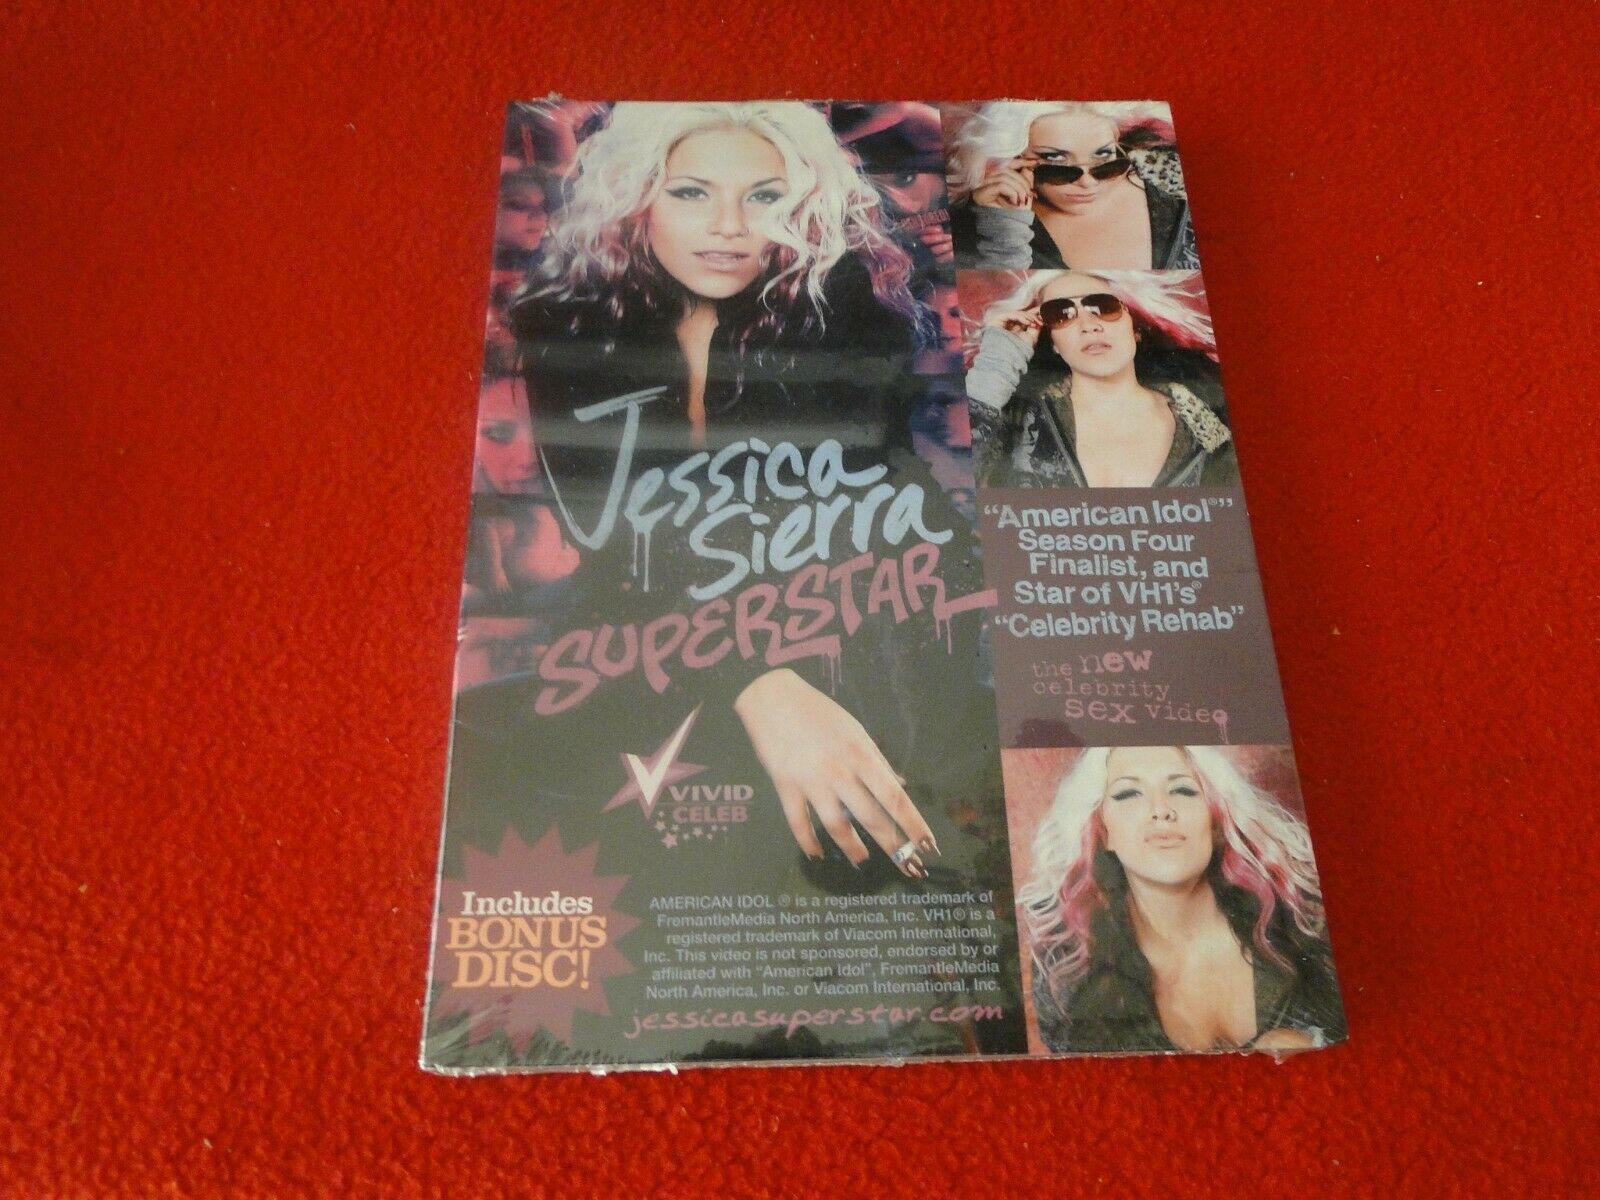 Jessica
Sierra
SUPERSTAR
"American Idol®"
Season Four
Finalist, and
Star of VH1's®
"Celebrity Rehab"
the new
celebrity
sex video
VIVID
CELEB
Includes
BONUS
DISC!
AMERICAN IDOL ® is a registered trademark of
FremantleMedia North America, Inc. VH1® is a
registered trademark of Viacom International,
Inc. This video is not sponsored, endorsed by or
affiliated with "American Idol", FremantleMedia
North America, Inc. or Viacom International, Inc.
jessicasuperstar.com